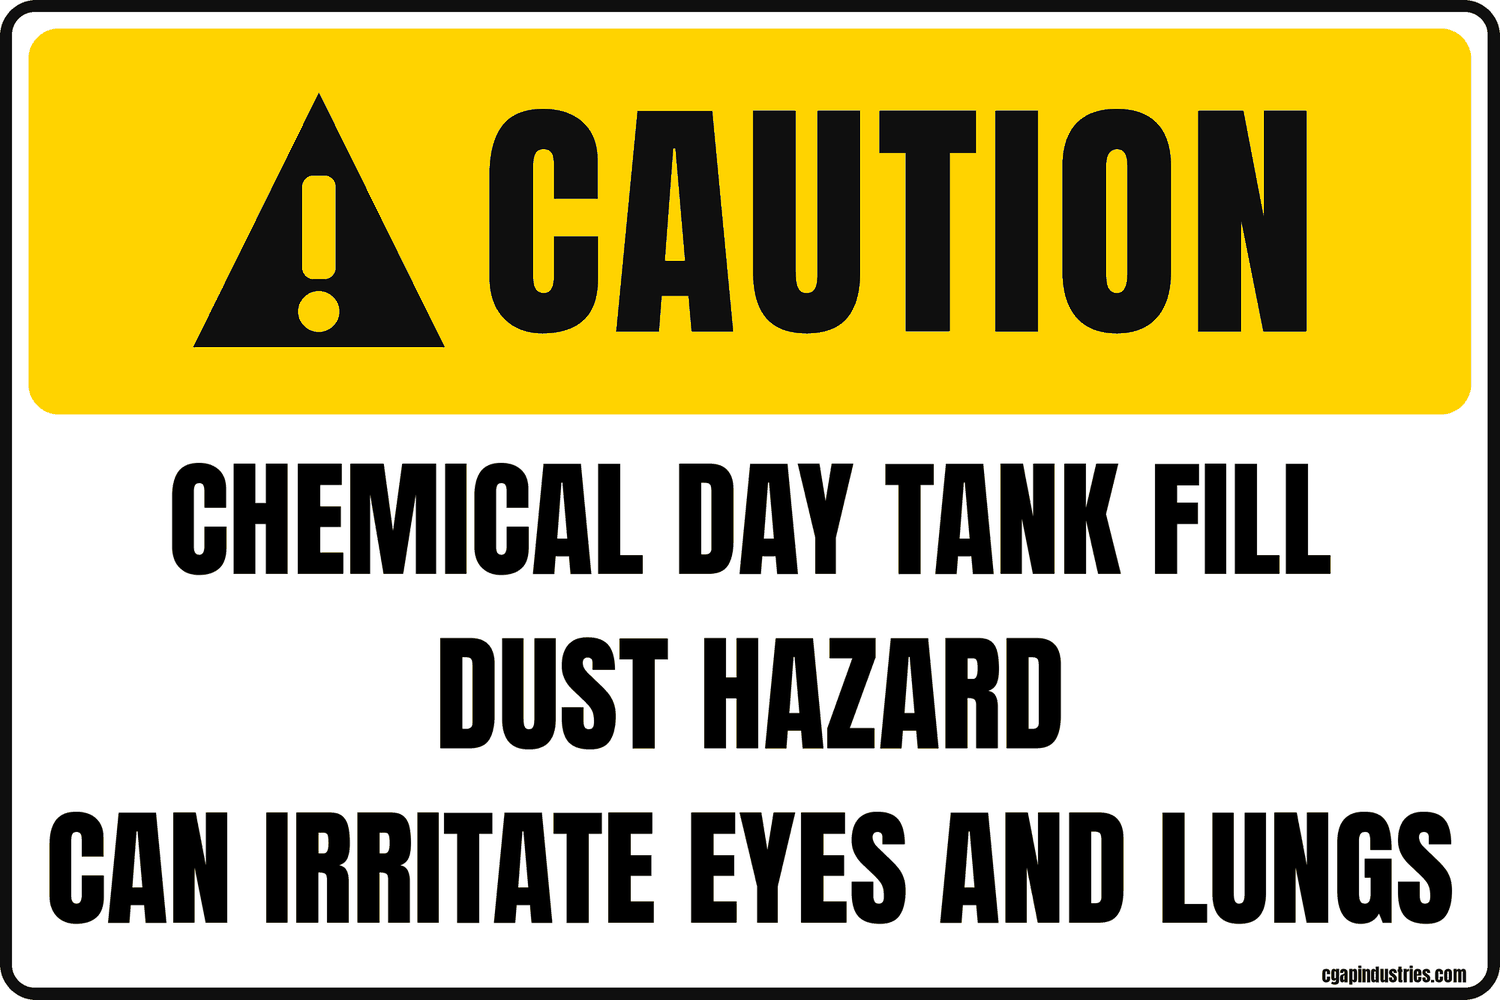 CAUTION
CHEMICAL DAY TANK FILL
DUST HAZARD
CAN IRRITATE EYES AND LUNGS
cgapindustries.com